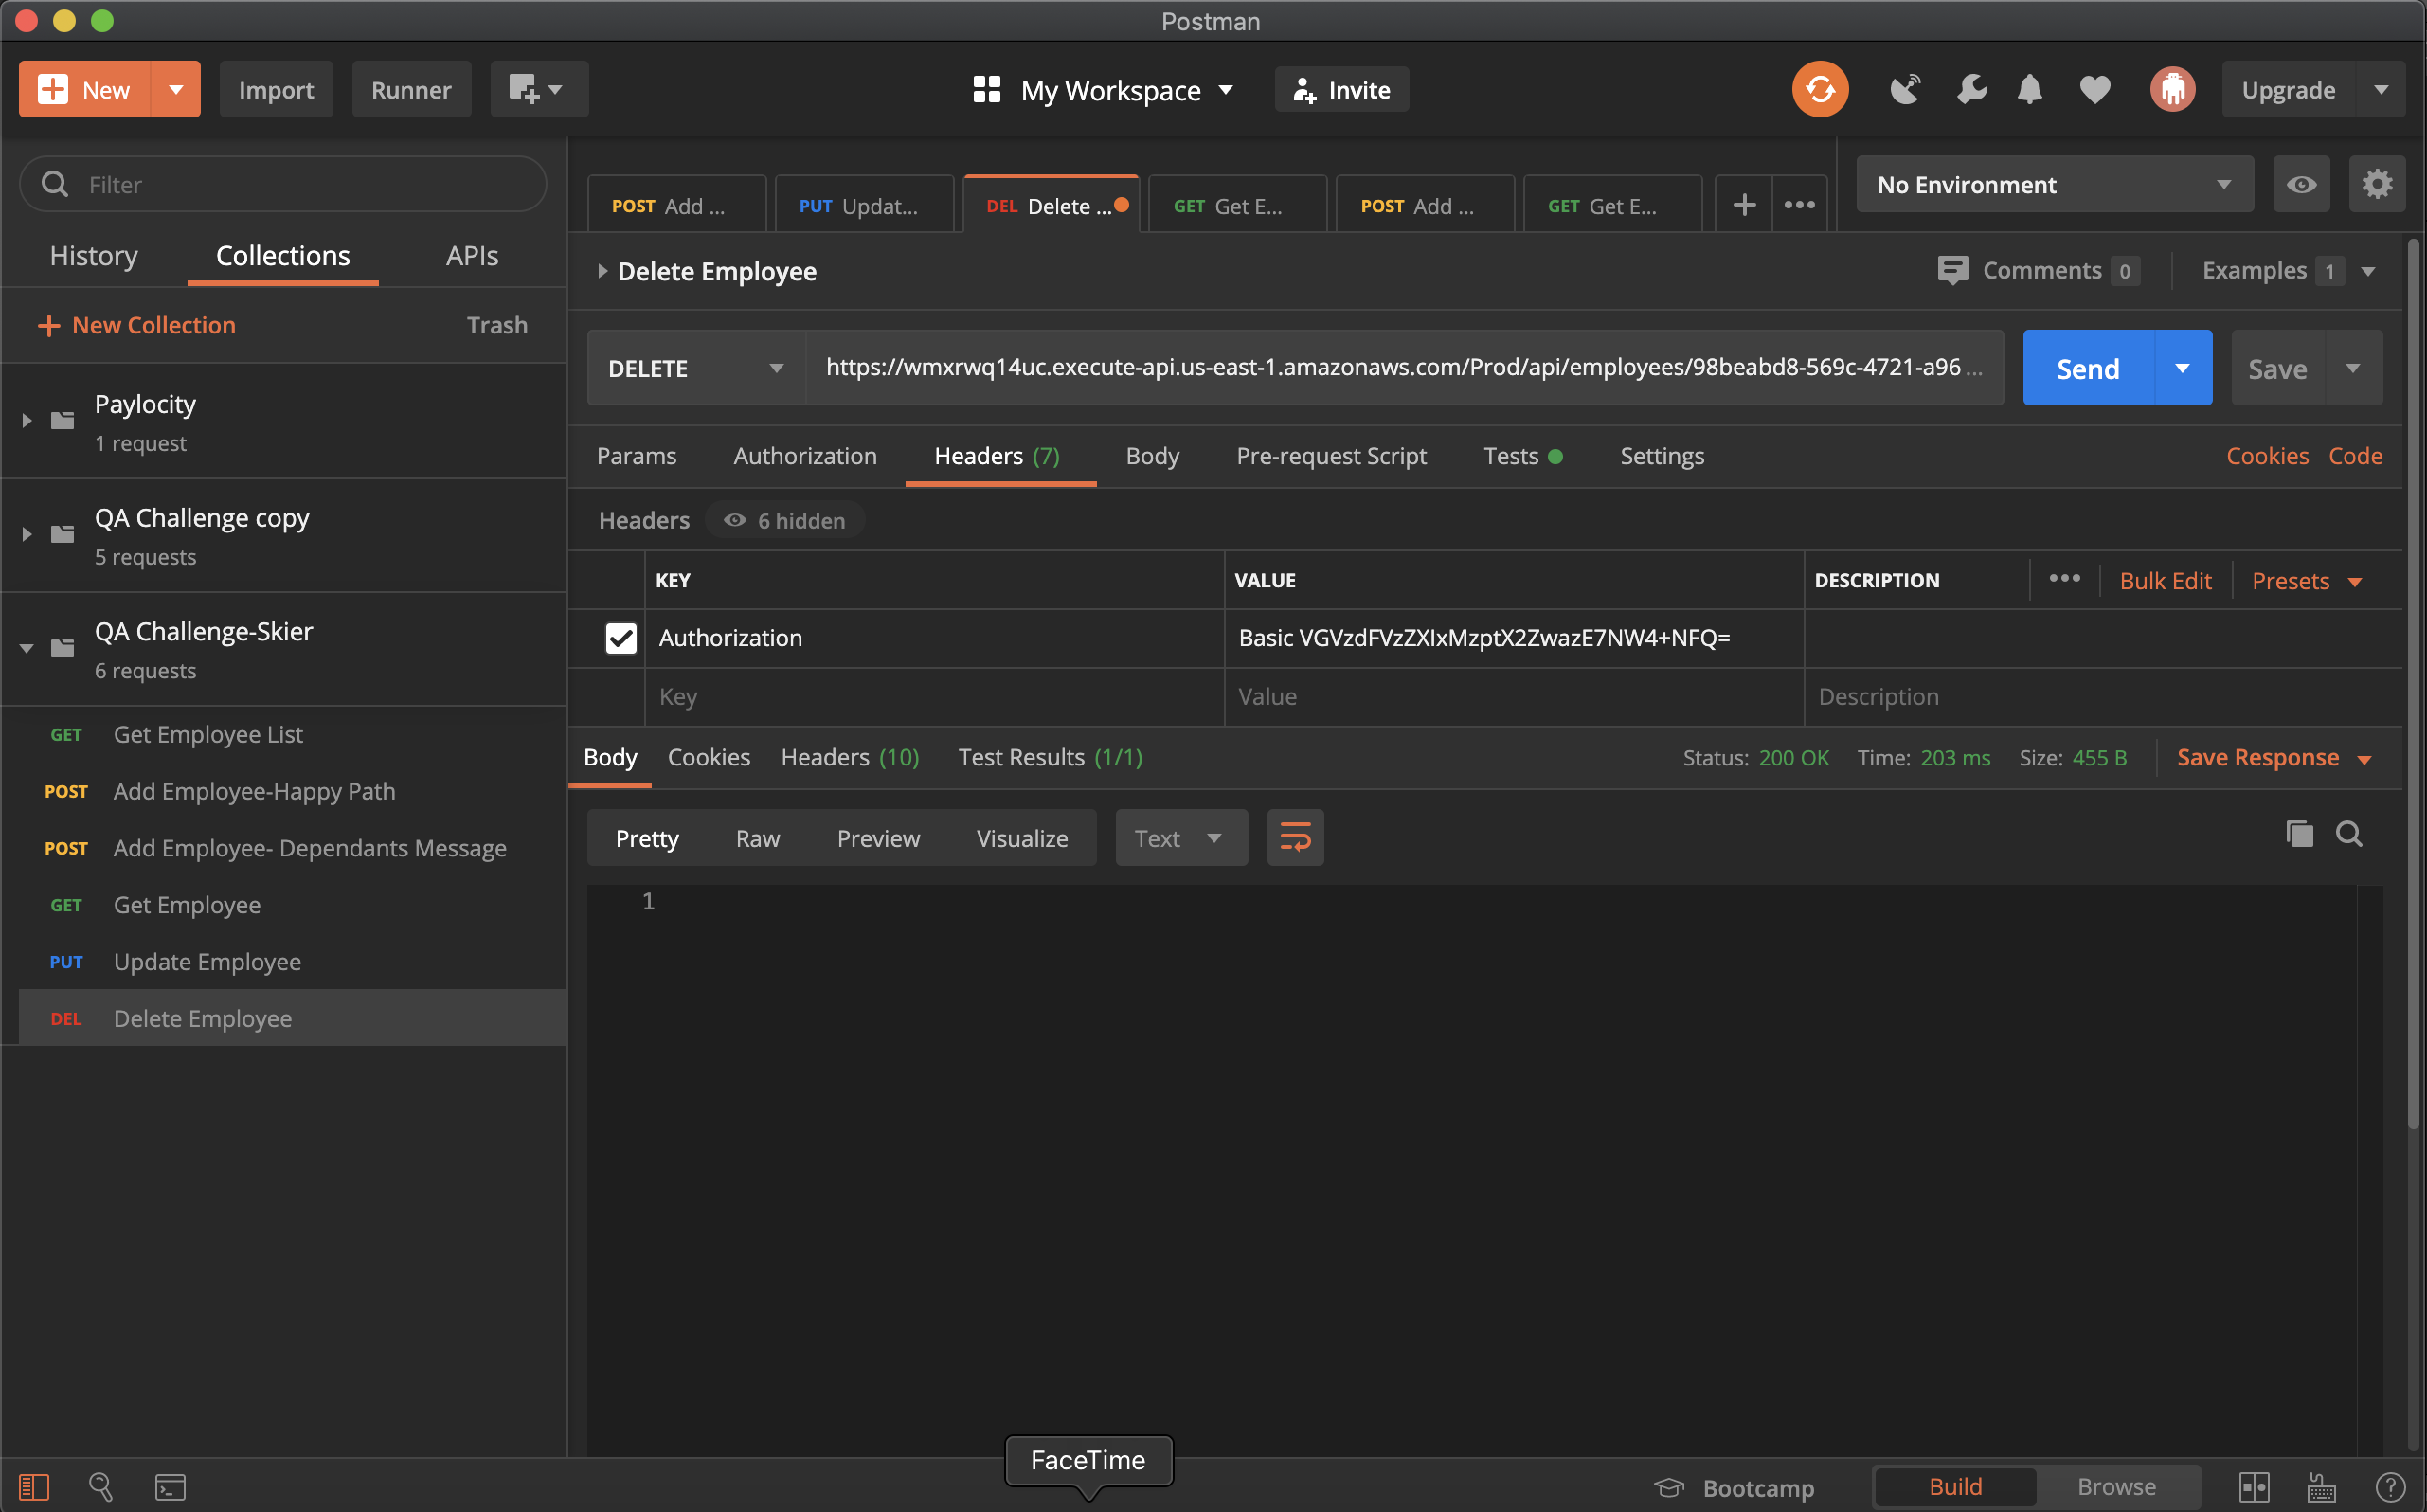 Postman
New
Import
Runner
My Workspace
Invite
Upgrade
Filter
History
Collections
APIs
New Collection
Trash
Paylocity
1 request
QA Challenge copy
5 requests
QA Challenge-Skier
6 requests
GET Get Employee List
POST Add Employee-Happy Path
POST Add Employee- Dependants Message
GET Get Employee
PUT Update Employee
DEL Delete Employee
POST Add ...
PUT Updat...
DEL Delete ...
GET Get E...
POST Add ...
GET Get E...
No Environment
Delete Employee
Comments 0
Examples 1
DELETE
https://wmxrwq14uc.execute-api.us-east-1.amazonaws.com/Prod/api/employees/98beabd8-569c-4721-a96 ...
Send
Save
Params
Authorization
Headers (7)
Body
Pre-request Script
Tests
Settings
Cookies
Code
Headers
6 hidden
KEY
VALUE
DESCRIPTION
Bulk Edit
Presets
Authorization
Basic VGVzdFVzZXIxMzptX2ZwazE7NW4+NFQ=
Key
Value
Description
Body
Cookies
Headers (10)
Test Results (1/1)
Status: 200 OK
Time: 203 ms
Size: 455 B
Save Response
Pretty
Raw
Preview
Visualize
Text
1
FaceTime
Bootcamp
Build
Browse